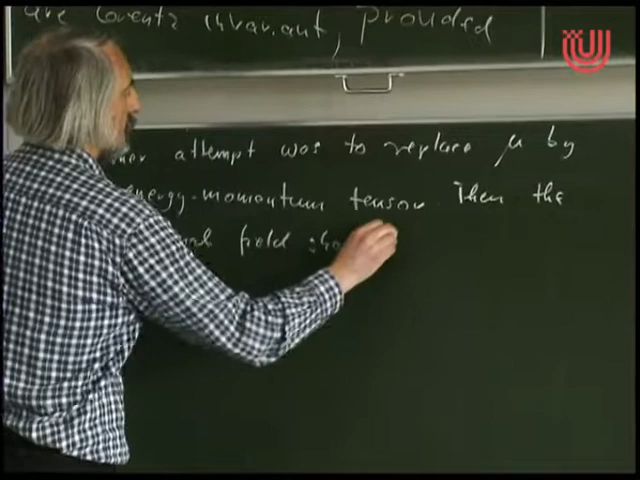 are Lorentz invariant, provided
attempt was to replace μ by
energy-momentum tensor. Then the
field